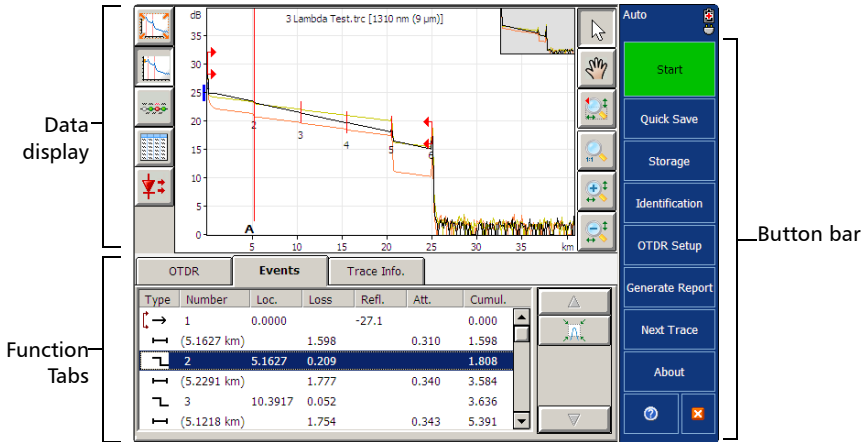 Data
display
Function
Tabs
dB
3 Lambda Test.trc [1310 nm (9 µm)]
35
30
25
20
15
10
5
0
2
3
4
5
6
A
5
10
15
20
25
30
35
km
1:1
OTDR
Events
Trace Info.
Type Number Loc. Loss Refl. Att. Cumul.
1 0.0000 -27.1 0.000
(5.1627 km) 1.598 0.310 1.598
2 5.1627 0.209 1.808
(5.2291 km) 1.777 0.340 3.584
3 10.3917 0.052 3.636
(5.1218 km) 1.754 0.343 5.391
Auto
Start
Quick Save
Storage
Identification
OTDR Setup
Generate Report
Next Trace
About
?
Button bar